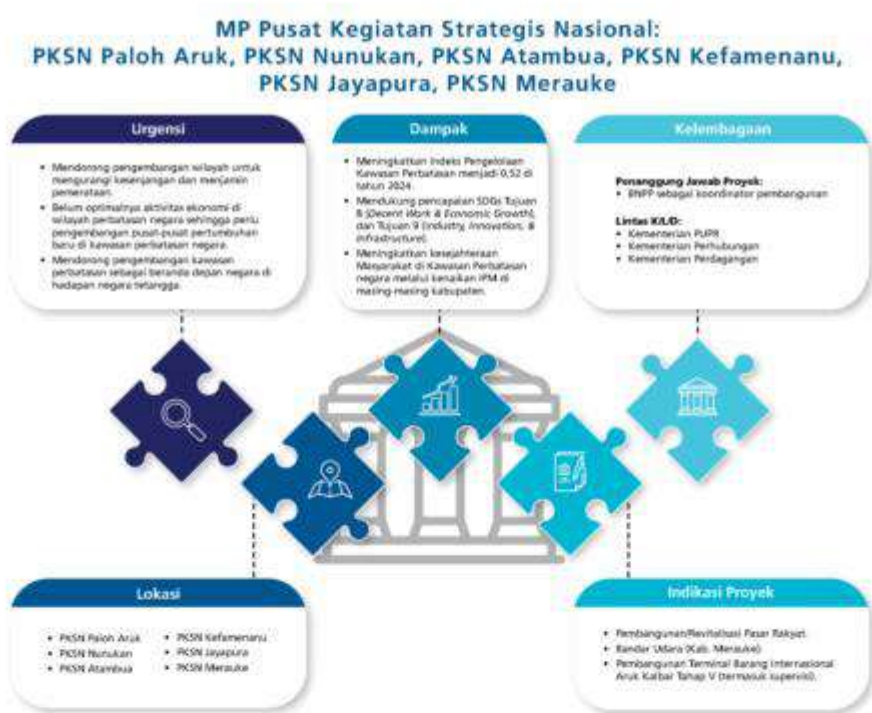 MP Pusat Kegiatan Strategis Nasional:
PKSN Paloh Aruk, PKSN Nunukan, PKSN Atambua, PKSN Kefamenanu,
PKSN Jayapura, PKSN Merauke
Urgensi
• Mendorong pengembangan wilayah untuk
mengurangi kesenjangan dan menjamin
pemerataan.
• Belum optimalnya aktivitas ekonomi di
wilayah perbatasan negara sehingga perlu
pengembangan pusat-pusat pertumbuhan
baru di kawasan perbatasan negara.
• Mendorong pengembangan kawasan
perbatasan sebagai beranda depan negara di
hadapan negara tetangga.
Dampak
• Meningkatkan Indeks Pengelolaan
Kawasan Perbatasan menjadi 0,52 di
tahun 2024.
• Mendukung pencapaian SDGs Tujuan
8 (Decent Work & Economic Growth),
dan Tujuan 9 (Industry, Innovation, &
Infrastructure).
• Meningkatkan kesejahteraan
Masyarakat di Kawasan Perbatasan
negara melalui kenaikan IPM di
masing-masing kabupaten.
Kelembagaan
Penanggung Jawab Proyek:
• BNPP sebagai koordinator pembangunan
Lintas K/L/D:
• Kementerian PUPR
• Kementerian Perhubungan
• Kementerian Perdagangan
Lokasi
• PKSN Paloh Aruk
• PKSN Nunukan
• PKSN Atambua
• PKSN Kefamenanu
• PKSN Jayapura
• PKSN Merauke
Indikasi Proyek
• Pembangunan/Revitalisasi Pasar Rakyat.
• Bandar Udara (Kab. Merauke)
• Pembangunan Terminal Barang Internasional
Aruk Kalbar Tahap V (termasuk supervisi).